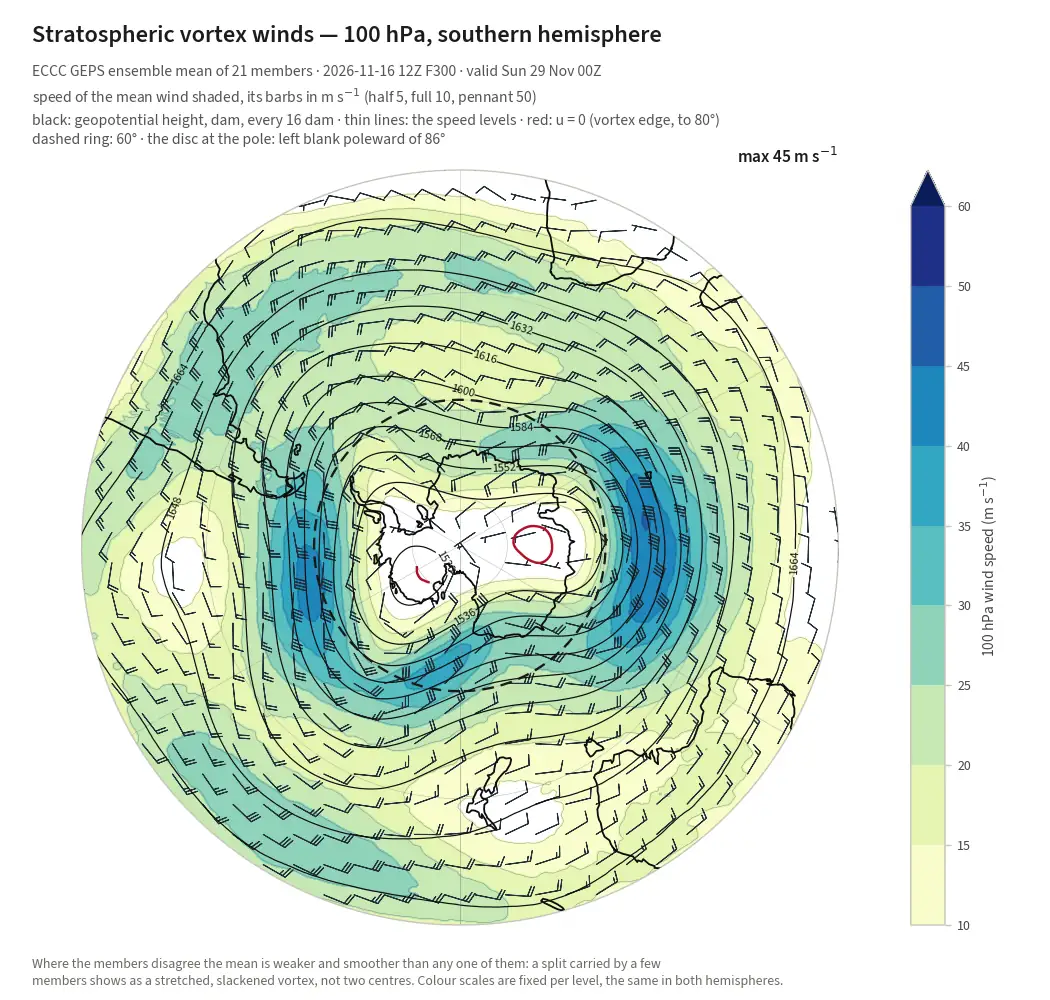 Stratospheric vortex winds — 100 hPa, southern hemisphere
ECCC GEPS ensemble mean of 21 members · 2026-11-16 12Z F300 · valid Sun 29 Nov 00Z
speed of the mean wind shaded, its barbs in m s⁻¹ (half 5, full 10, pennant 50)
black: geopotential height, dam, every 16 dam · thin lines: the speed levels · red: u = 0 (vortex edge, to 80°)
dashed ring: 60° · the disc at the pole: left blank poleward of 86°
max 45 m s⁻¹
60
50
45
40
35
30
25
20
15
10
100 hPa wind speed (m s⁻¹)
1632
1616
1600
1584
1568
1552
1536
1664
1648
1664
Where the members disagree the mean is weaker and smoother than any one of them: a split carried by a few
members shows as a stretched, slackened vortex, not two centres. Colour scales are fixed per level, the same in both hemispheres.